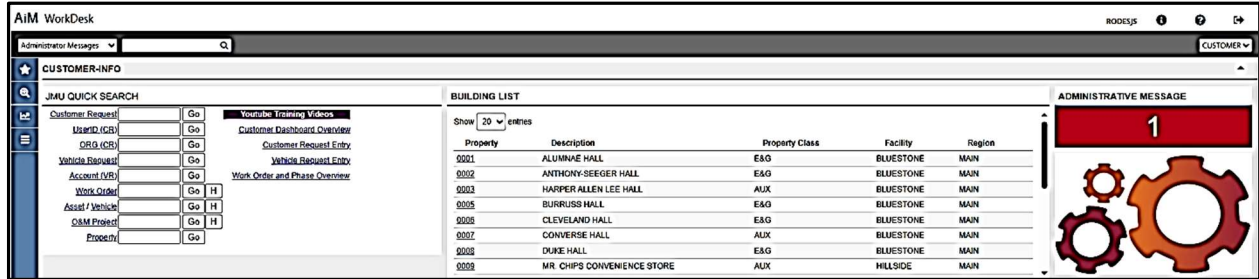 AiM WorkDesk
RODESJS
Administrator Messages
CUSTOMER
CUSTOMER-INFO
JMU QUICK SEARCH
Customer Request Go Youtube Training Videos
UserID (CR) Go Customer Dashboard Overview
ORG (CR) Go Customer Request Entry
Vehicle Request Go Vehicle Request Entry
Account (VR) Go Work Order and Phase Overview
Work Order Go H
Asset / Vehicle Go H
O&M Project Go H
Property Go
BUILDING LIST
Show 20 entries
Property Description Property Class Facility Region
0001 ALUMNAE HALL E&G BLUESTONE MAIN
0002 ANTHONY-SEEGER HALL E&G BLUESTONE MAIN
0003 HARPER ALLEN LEE HALL AUX BLUESTONE MAIN
0005 BURRUSS HALL E&G BLUESTONE MAIN
0006 CLEVELAND HALL E&G BLUESTONE MAIN
0007 CONVERSE HALL AUX BLUESTONE MAIN
0008 DUKE HALL E&G BLUESTONE MAIN
0009 MR. CHIPS CONVENIENCE STORE AUX HILLSIDE MAIN
ADMINISTRATIVE MESSAGE
1